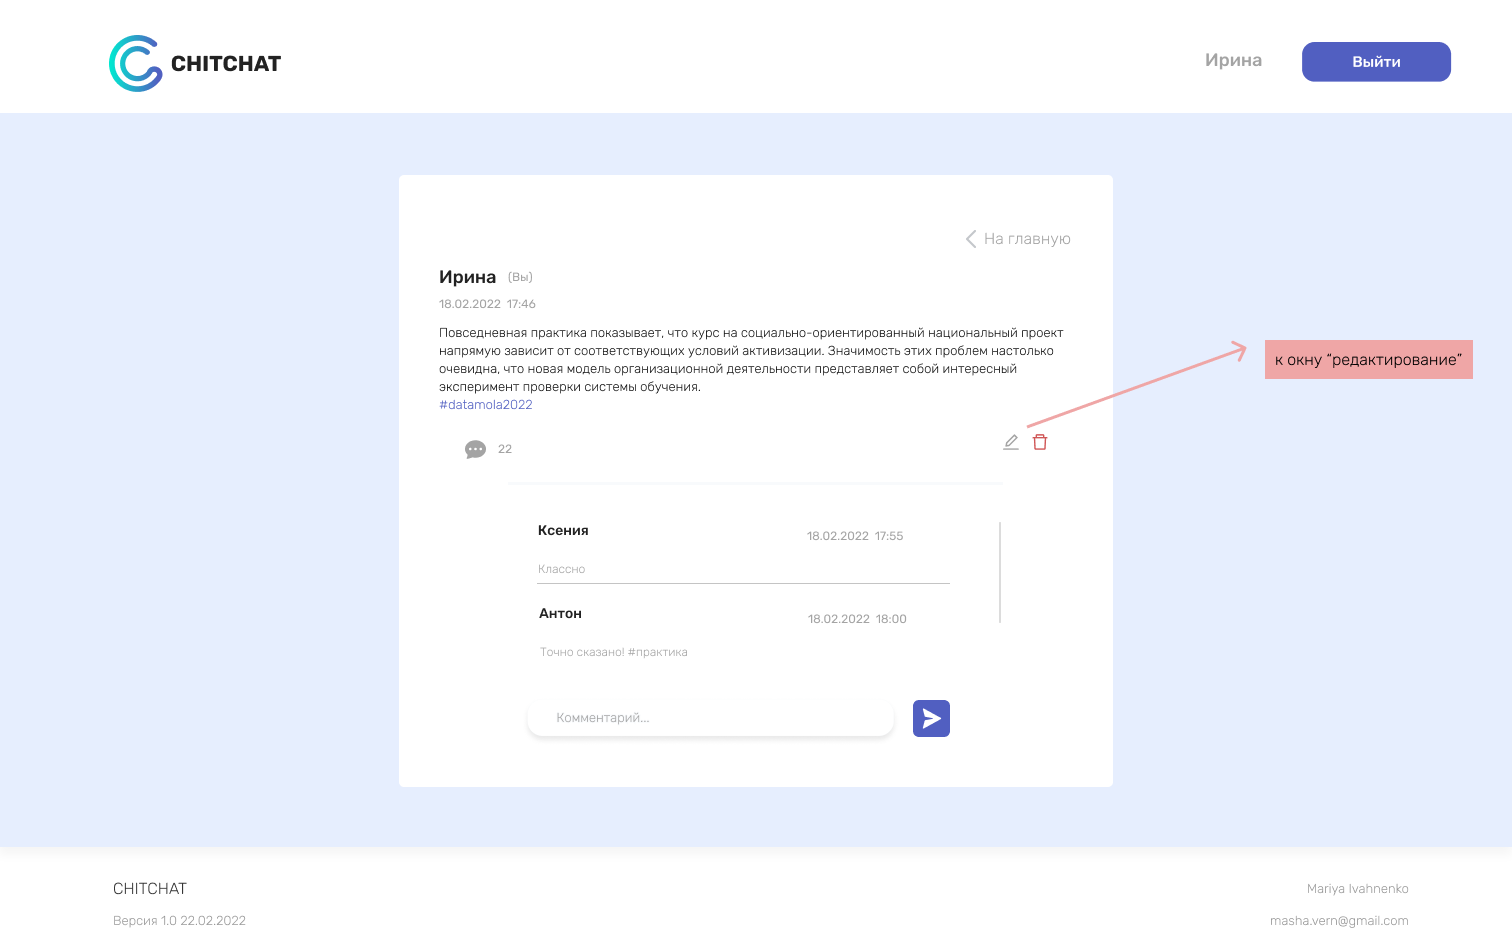 CHITCHAT
Ирина
Выйти
На главную
Ирина (Вы)
18.02.2022 17:46
Повседневная практика показывает, что курс на социально-ориентированный национальный проект
напрямую зависит от соответствующих условий активизации. Значимость этих проблем настолько
очевидна, что новая модель организационной деятельности представляет собой интересный
эксперимент проверки системы обучения.
#datamola2022
к окну “редактирование”
22
Ксения
18.02.2022 17:55
Классно
Антон
18.02.2022 18:00
Точно сказано! #практика
Комментарий...
CHITCHAT
Mariya Ivahnenko
Версия 1.0 22.02.2022
masha.vern@gmail.com